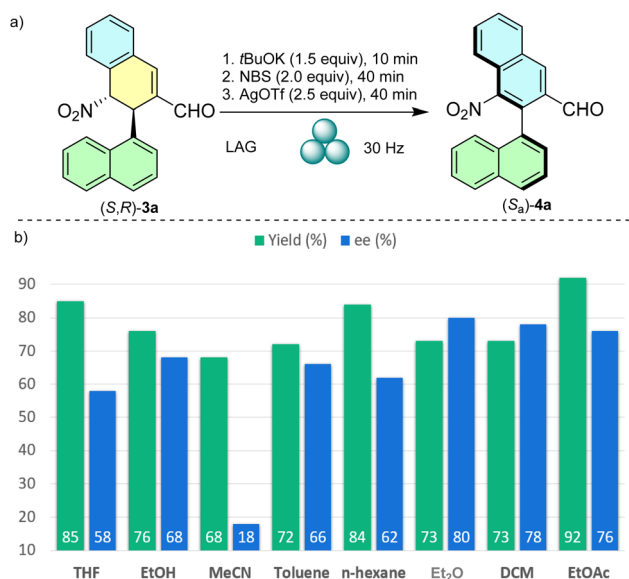 a)
1. tBuOK (1.5 equiv), 10 min
2. NBS (2.0 equiv), 40 min
3. AgOTf (2.5 equiv), 40 min
O₂N
CHO
O₂N
CHO
LAG
30 Hz
(S,R)-3a
(Sₐ)-4a
b)
Yield (%) ee (%)
90
80
70
60
50
40
30
20
10
85 58 76 68 68 18 72 66 84 62 73 80 73 78 92 76
THF EtOH MeCN Toluene n-hexane Et₂O DCM EtOAc